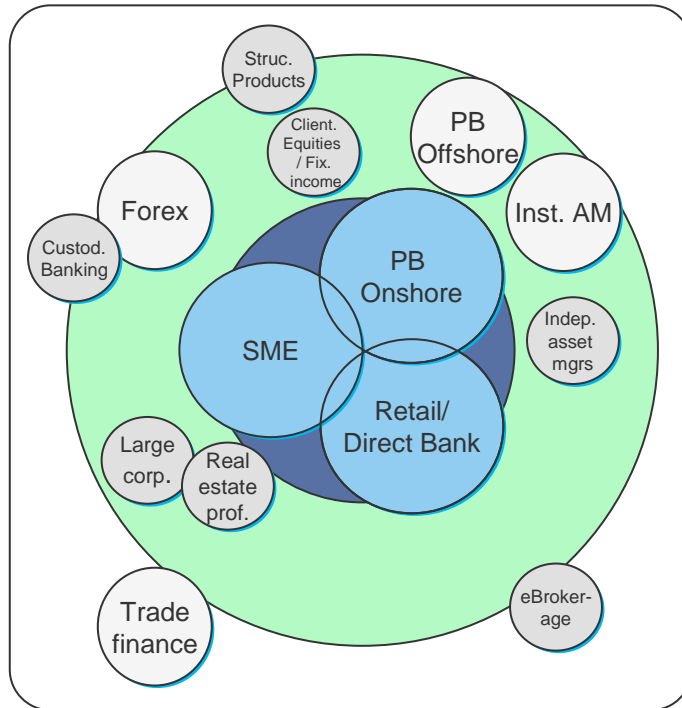 Struc.
Products
Client.
Equities
/ Fix.
income
PB
Offshore
Forex
Inst. AM
Custod.
Banking
PB
Onshore
SME
Indep.
asset
mgrs
Retail/
Direct Bank
Large
corp.
Real
estate
prof.
Trade
finance
eBroker-
age